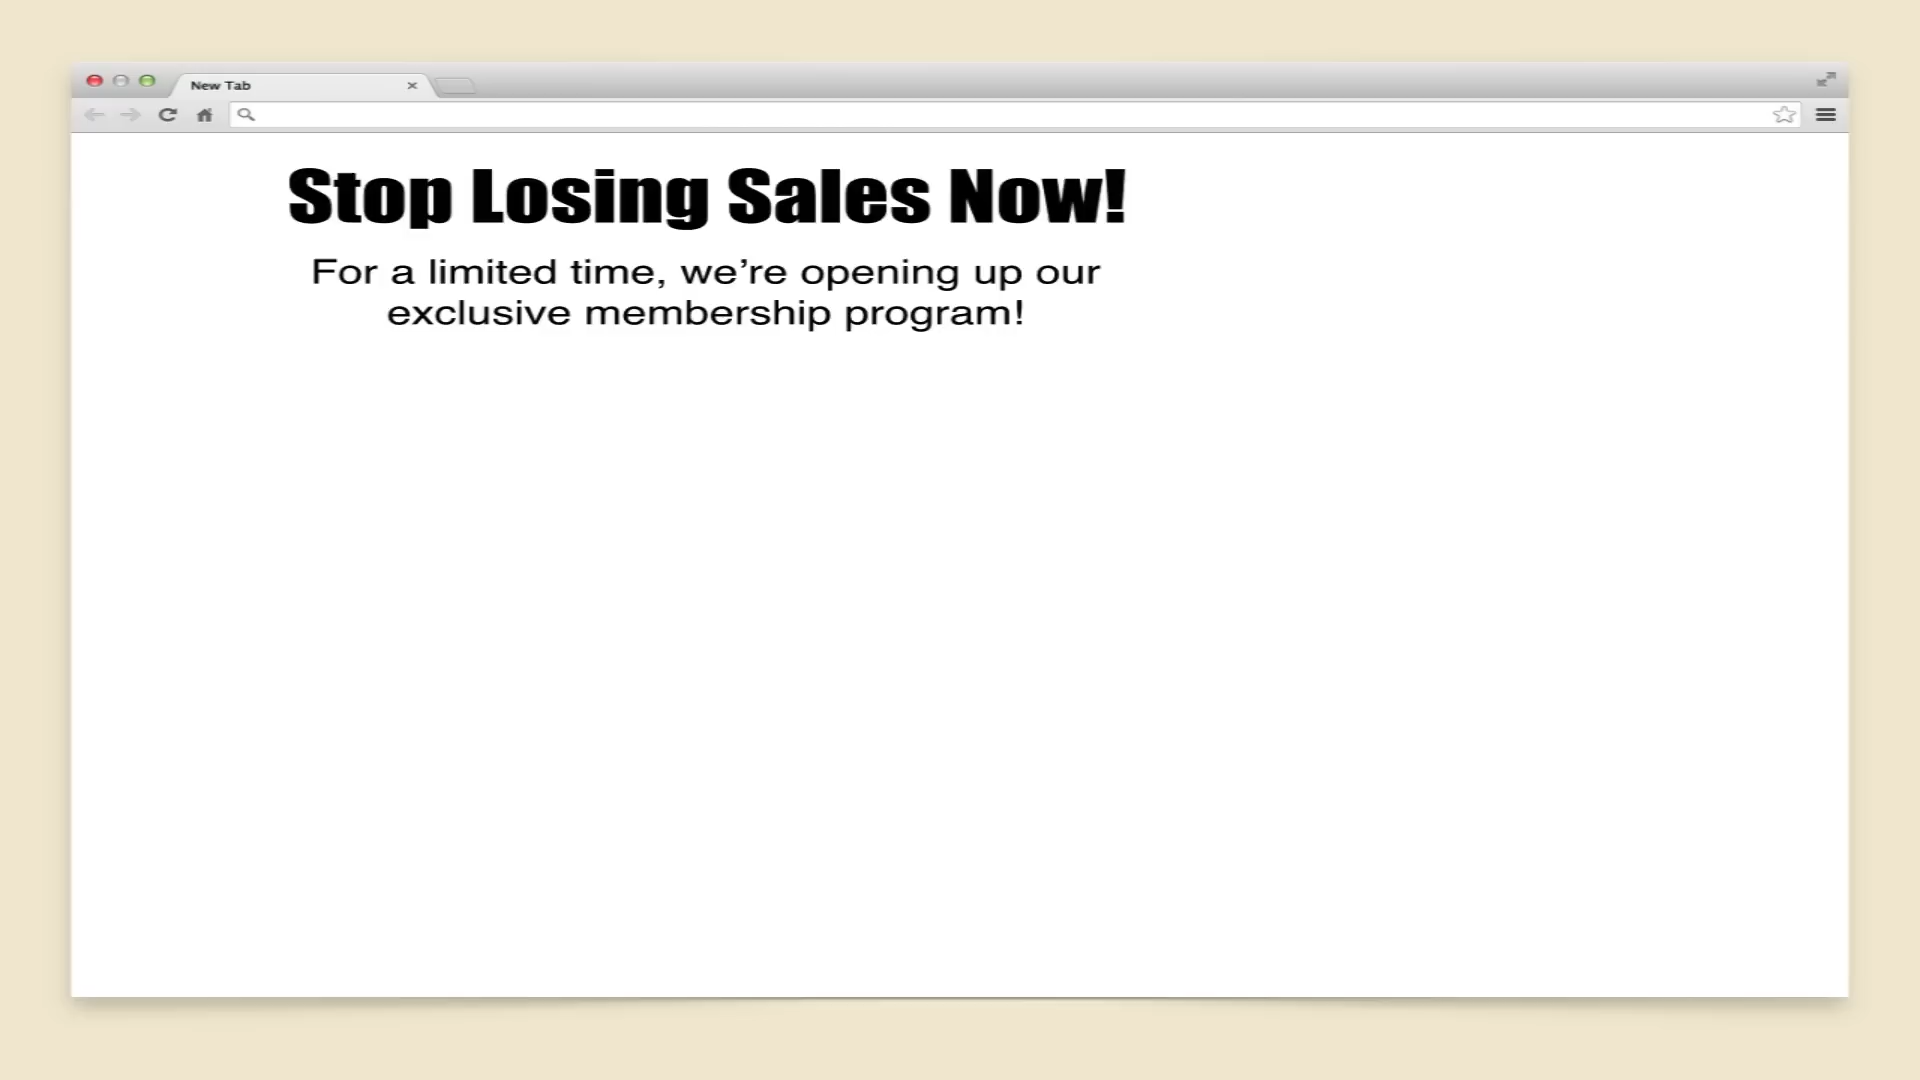 New Tab
Stop Losing Sales Now!
For a limited time, we’re opening up our
exclusive membership program!